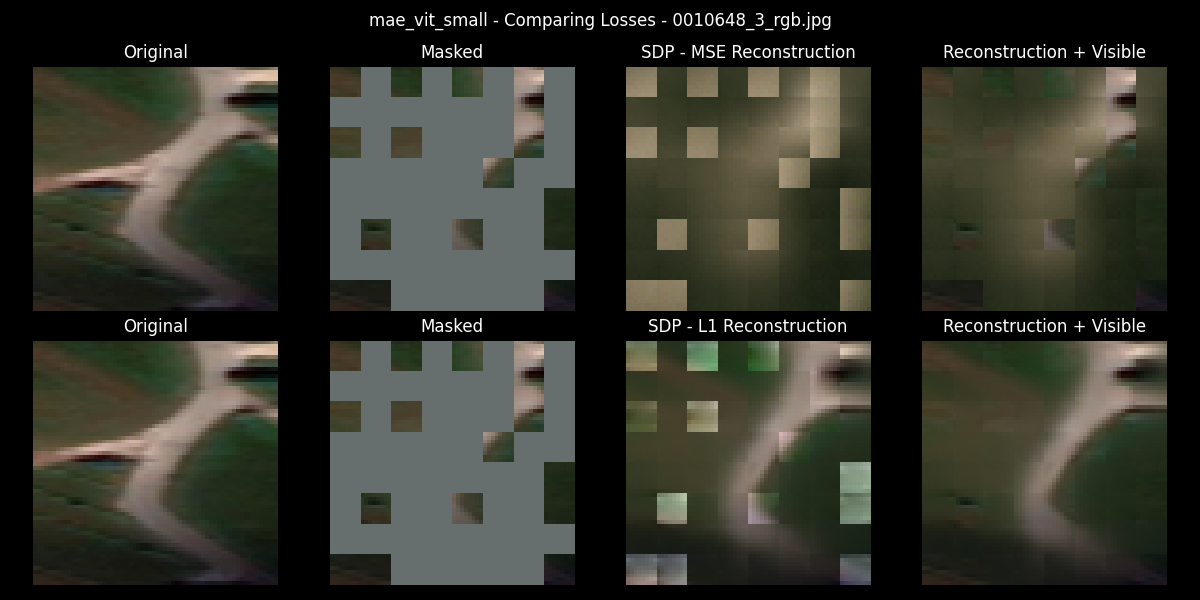 mae_vit_small - Comparing Losses - 0010648_3_rgb.jpg
Original
Masked
SDP - MSE Reconstruction
Reconstruction + Visible
Original
Masked
SDP - L1 Reconstruction
Reconstruction + Visible